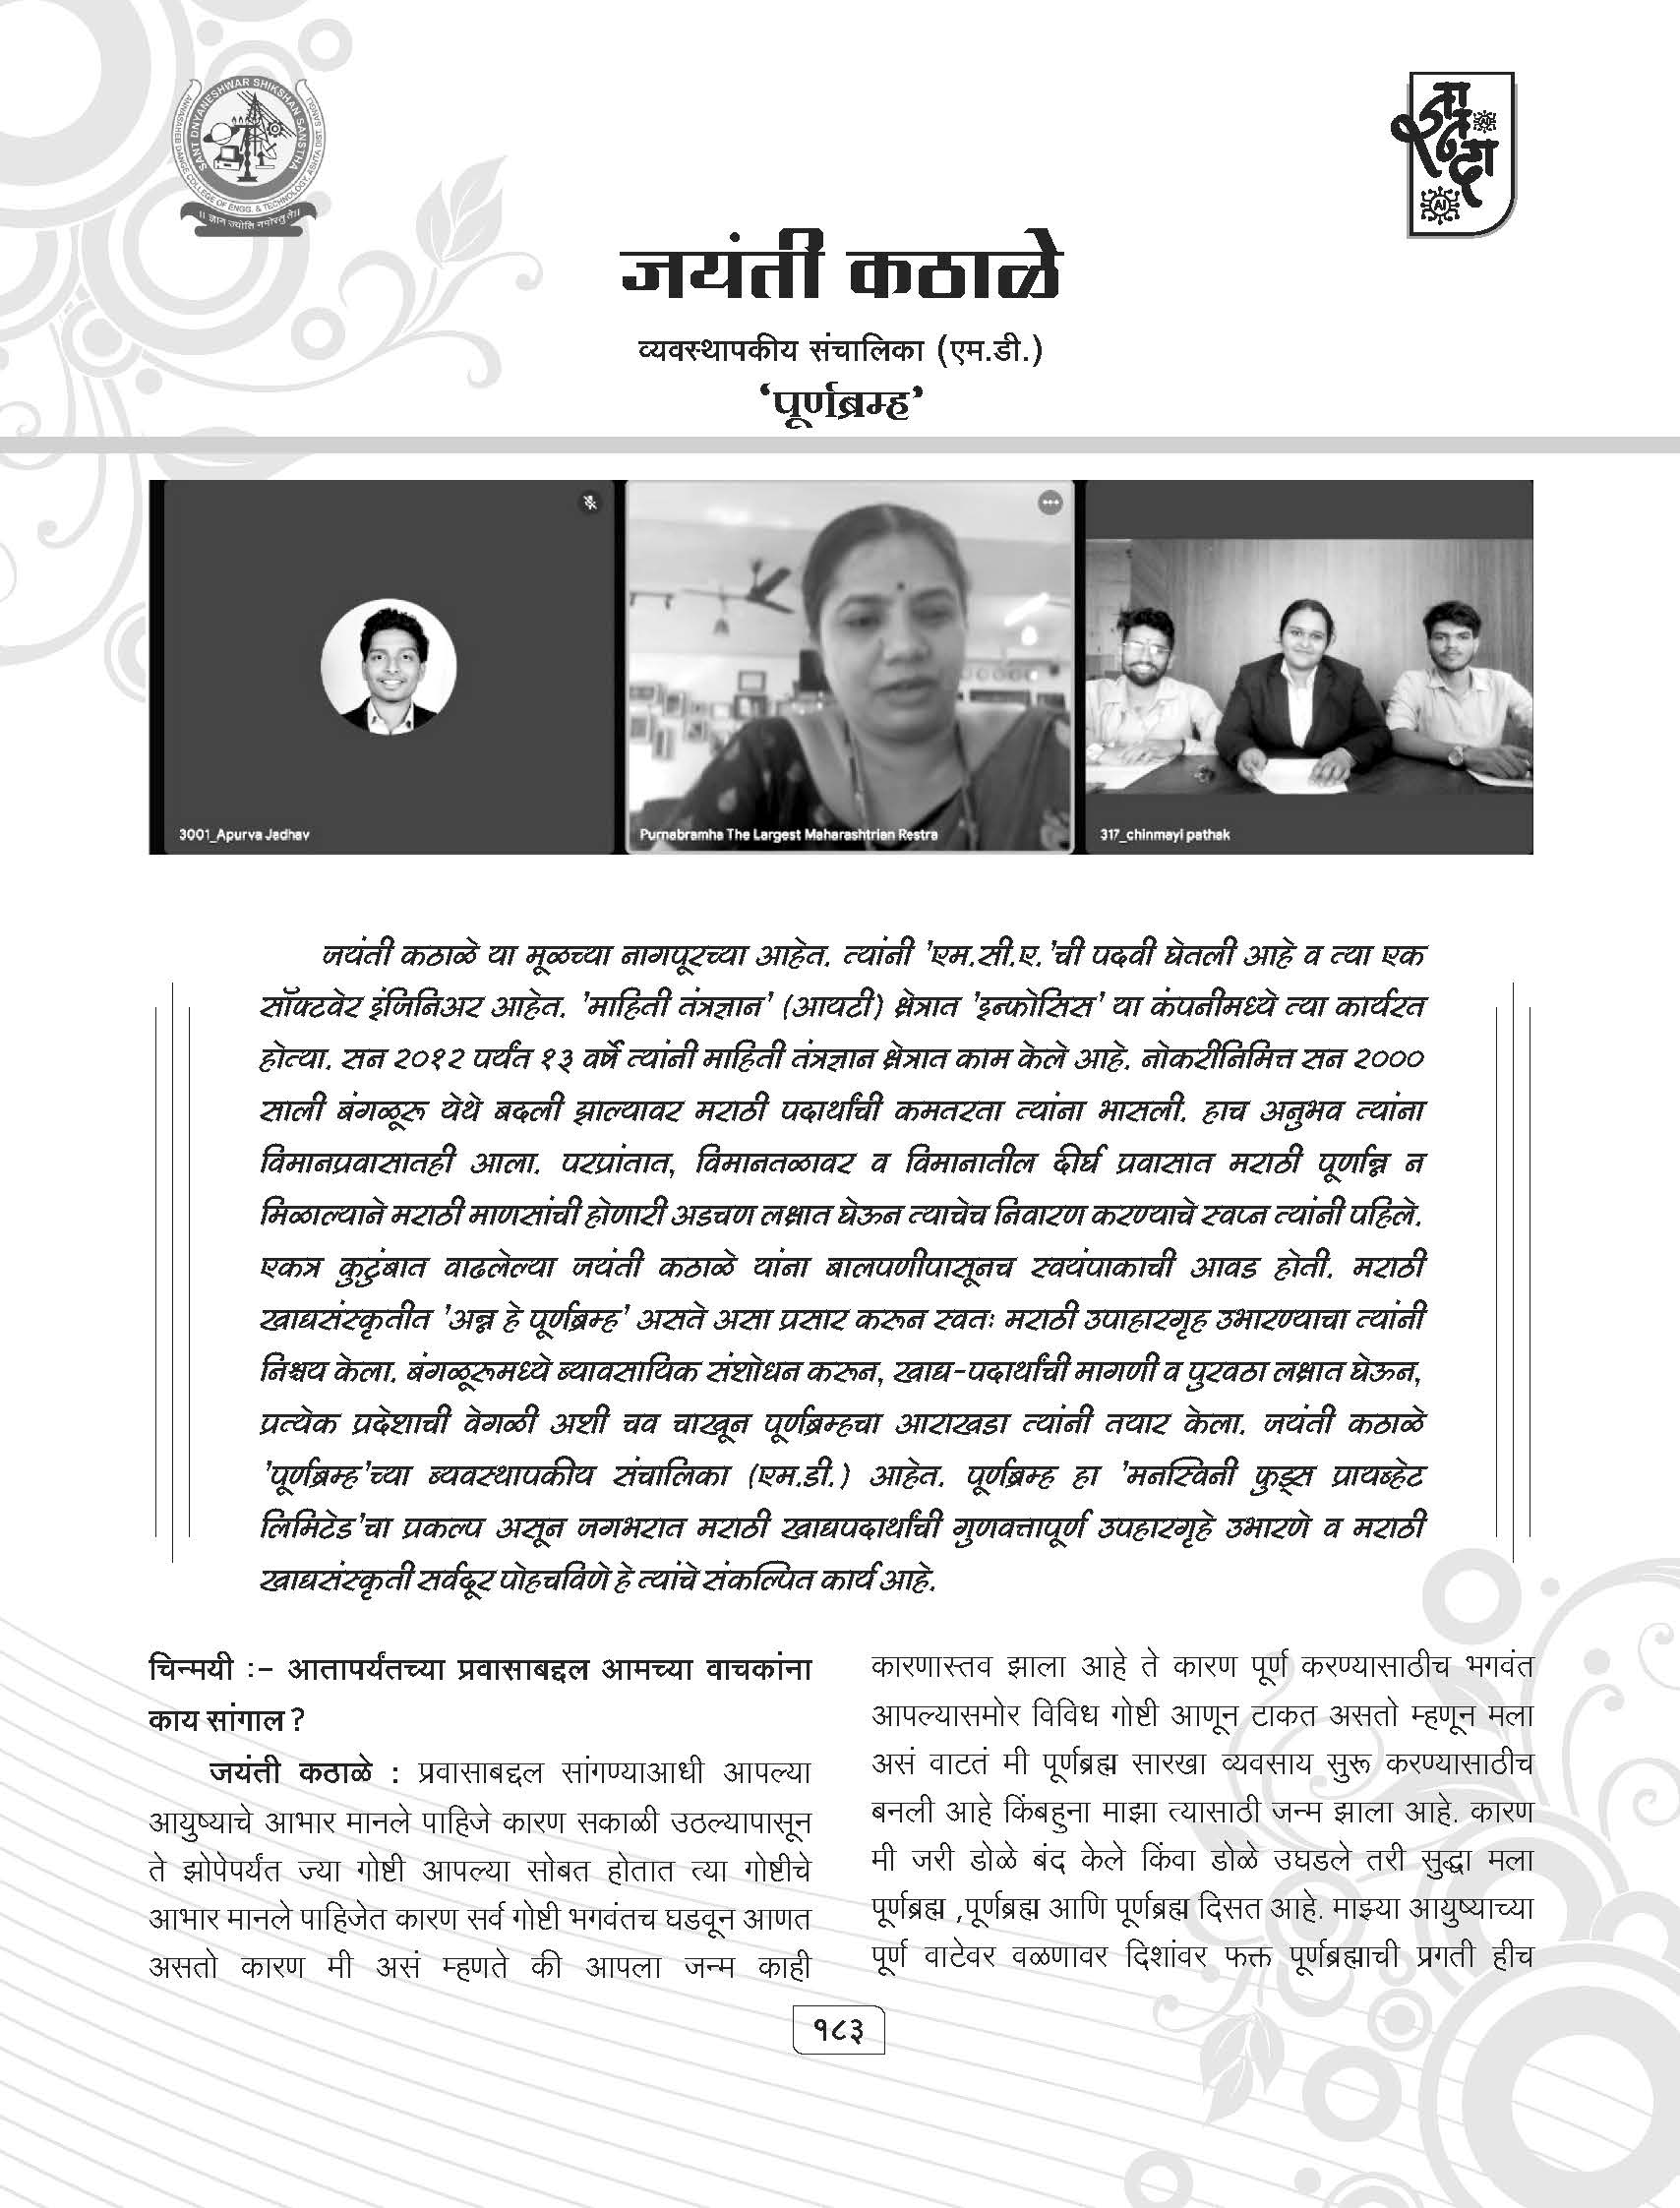 SANT DNYANESHWAR SHIKSHAN SANSTHA
ANNASAHEB DANGE COLLEGE OF ENGG. & TECHNOLOGY, ASHTA DIST. SANGLI
AI
जयंती कठाळे
व्यवस्थापकीय संचालिका (एम.डी.)
‘पूर्णब्रम्ह’
3001_Apurva Jadhav
Purnabramha The Largest Maharashtrian Restra
317_chinmayi pathak
जयंती कठाळे या मूळच्या नागपूरच्या आहेत. त्यांनी 'एम.सी.ए.'ची पदवी घेतली आहे व त्या एक
सॉफ्टवेर इंजिनिअर आहेत. 'माहिती तंत्रज्ञान' (आयटी) क्षेत्रात 'इन्फोसिस' या कंपनीमध्ये त्या कार्यरत
होत्या. सन २०१२ पर्यंत १३ वर्षे त्यांनी माहिती तंत्रज्ञान क्षेत्रात काम केले आहे. नोकरीनिमित्त सन २०००
साली बंगळूरू येथे बदली झाल्यावर मराठी पदार्थांची कमतरता त्यांना भासली. हाच अनुभव त्यांना
विमानप्रवासातही आला. परप्रांतात, विमानतळावर व विमानातील दीर्घ प्रवासात मराठी पूर्णान्न न
मिळाल्याने मराठी माणसांची होणारी अडचण लक्षात घेऊन त्याचेच निवारण करण्याचे स्वप्न त्यांनी पहिले.
एकत्र कुटुंबात वाढलेल्या जयंती कठाळे यांना बालपणीपासूनच स्वयंपाकाची आवड होती. मराठी
खाद्यसंस्कृतीत 'अन्न हे पूर्णब्रम्ह' असते असा प्रसार करून स्वतः मराठी उपाहारगृह उभारण्याचा त्यांनी
निश्चय केला. बंगळूरूमध्ये ब्यावसायिक संशोधन करून, खाद्य-पदार्थांची मागणी व पुरवठा लक्षात घेऊन,
प्रत्येक प्रदेशाची वेगळी अशी चव चाखून पूर्णब्रम्हचा आराखडा त्यांनी तयार केला. जयंती कठाळे
'पूर्णब्रम्ह'च्या ब्यवस्थापकीय संचालिका (एम.डी.) आहेत. पूर्णब्रम्ह हा 'मनस्विनी फुड्स प्रायव्हेट
लिमिटेड'चा प्रकल्प असून जगभरात मराठी खाद्यपदार्थांची गुणवत्तापूर्ण उपहारगृहे उभारणे व मराठी
खाद्यसंस्कृती सर्वदूर पोहचविणे हे त्यांचे संकल्पित कार्य आहे.
चिन्मयी :- आतापर्यंतच्या प्रवासाबद्दल आमच्या वाचकांना
काय सांगाल ?
जयंती कठाळे : प्रवासाबद्दल सांगण्याआधी आपल्या
आयुष्याचे आभार मानले पाहिजे कारण सकाळी उठल्यापासून
ते झोपेपर्यंत ज्या गोष्टी आपल्या सोबत होतात त्या गोष्टीचे
आभार मानले पाहिजेत कारण सर्व गोष्टी भगवंतच घडवून आणत
असतो कारण मी असं म्हणते की आपला जन्म काही
कारणास्तव झाला आहे ते कारण पूर्ण करण्यासाठीच भगवंत
आपल्यासमोर विविध गोष्टी आणून टाकत असतो म्हणून मला
असं वाटतं मी पूर्णब्रह्म सारखा व्यवसाय सुरू करण्यासाठीच
बनली आहे किंबहुना माझा त्यासाठी जन्म झाला आहे. कारण
मी जरी डोळे बंद केले किंवा डोळे उघडले तरी सुद्धा मला
पूर्णब्रह्म ,पूर्णब्रह्म आणि पूर्णब्रह्म दिसत आहे. माझ्या आयुष्याच्या
पूर्ण वाटेवर वळणावर दिशांवर फक्त पूर्णब्रह्माची प्रगती हीच
१८३